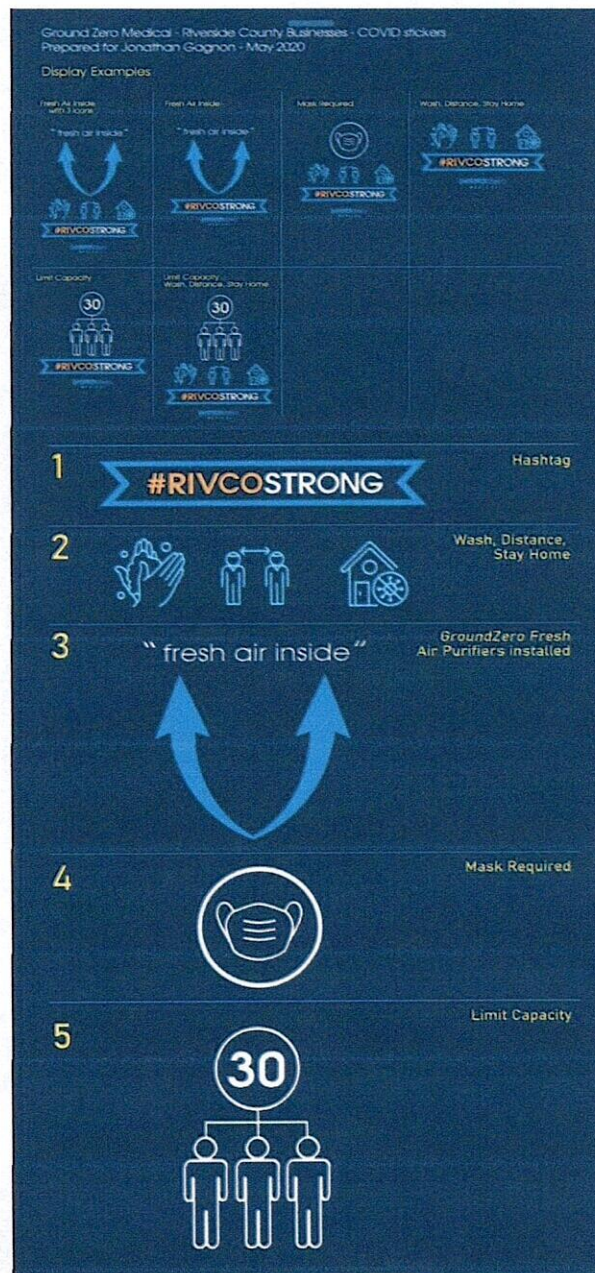 Ground Zero Medical - Riverside County Businesses - COVID stickers
Prepared for Jonathan Gagnon - May 2020
Display Examples
Fresh Air Inside
with 3 icons
Fresh Air Inside
Mask Required
Wash, Distance, Stay Home
"fresh air inside"
"fresh air inside"
#RIVCOSTRONG
#RIVCOSTRONG
#RIVCOSTRONG
#RIVCOSTRONG
Limit Capacity
Limit Capacity
Wash, Distance, Stay Home
30
30
#RIVCOSTRONG
#RIVCOSTRONG
1
#RIVCOSTRONG
Hashtag
2
Wash, Distance,
Stay Home
3
"fresh air inside"
GroundZero Fresh
Air Purifiers installed
4
Mask Required
5
Limit Capacity
30